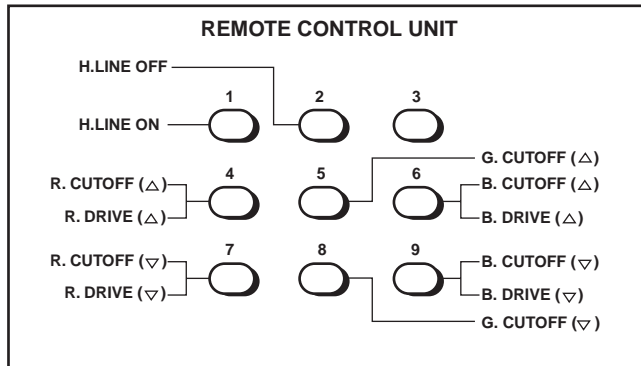 REMOTE CONTROL UNIT
H.LINE OFF
1 2 3
H.LINE ON
G. CUTOFF (△)
R. CUTOFF (△) 4 5 6 B. CUTOFF (△)
R. DRIVE (△) B. DRIVE (△)
R. CUTOFF (▽) 7 8 9 B. CUTOFF (▽)
R. DRIVE (▽) B. DRIVE (▽)
G. CUTOFF (▽)